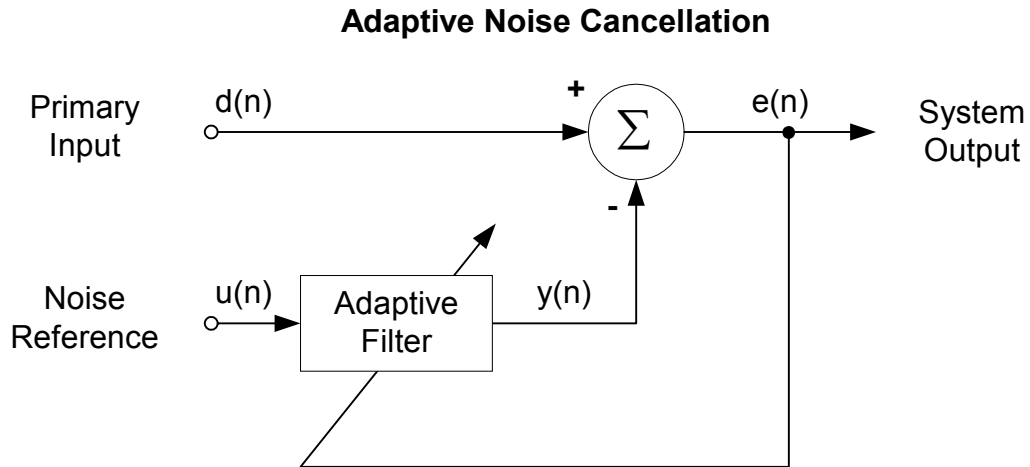 Adaptive Noise Cancellation
Primary
Input
d(n)
+
Σ
e(n)
System
Output
-
Noise
Reference
u(n)
Adaptive
Filter
y(n)